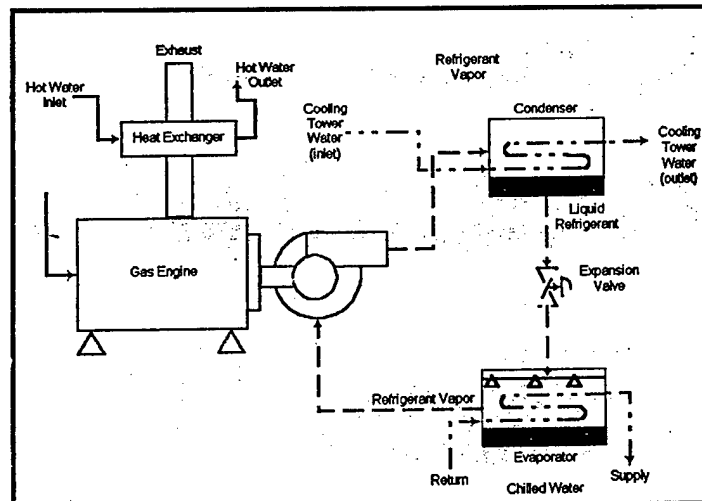 Exhaust
Hot Water
Inlet
Hot Water
Outlet
Heat Exchanger
Refrigerant
Vapor
Condenser
Cooling
Tower
Water
(inlet)
Cooling
Tower
Water
(outlet)
Liquid
Refrigerant
Gas Engine
Expansion
Valve
Refrigerant Vapor
Evaporator
Return
Supply
Chilled Water